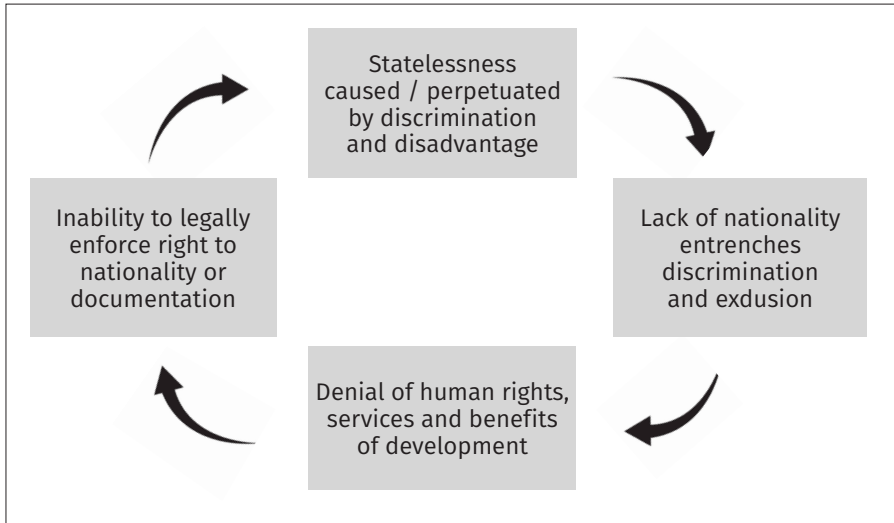 Statelessness
caused / perpetuated
by discrimination
and disadvantage
Lack of nationality
entrenches
discrimination
and exdusion
Denial of human rights,
services and benefits
of development
Inability to legally
enforce right to
nationality or
documentation